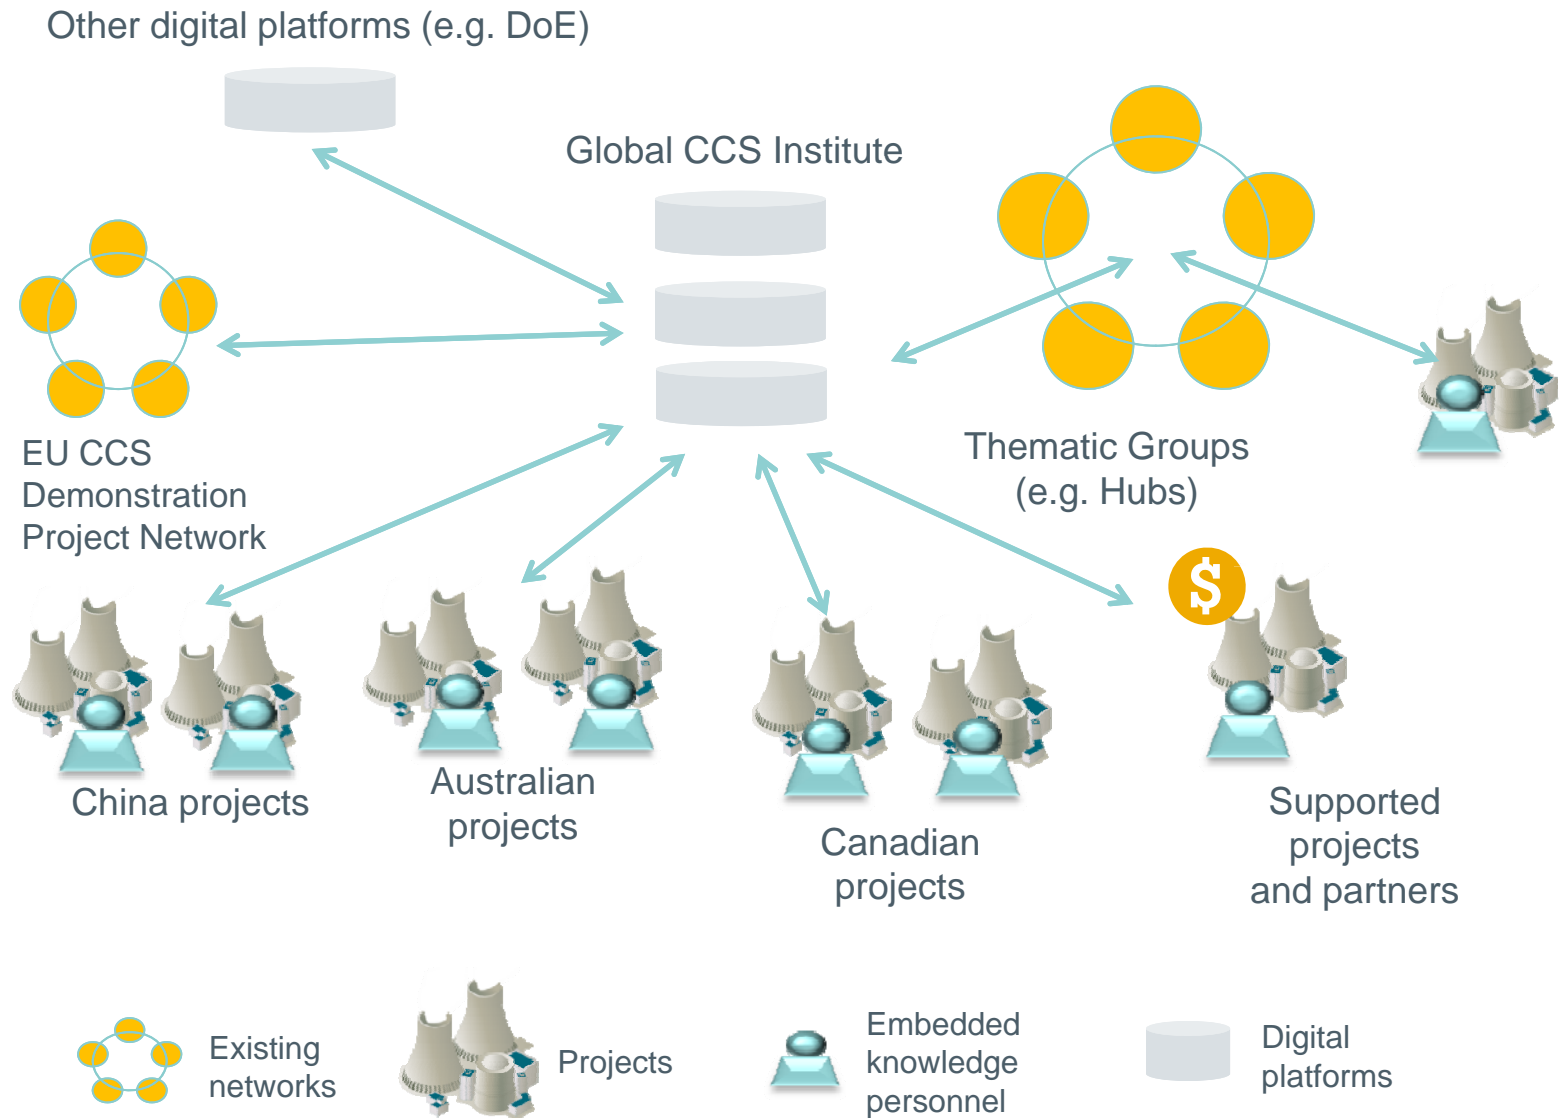 Other digital platforms (e.g. DoE)
Global CCS Institute
EU CCS
Demonstration
Project Network
Thematic Groups
(e.g. Hubs)
$
China projects
Australian
projects
Canadian
projects
Supported
projects
and partners
Existing
networks
Projects
Embedded
knowledge
personnel
Digital
platforms